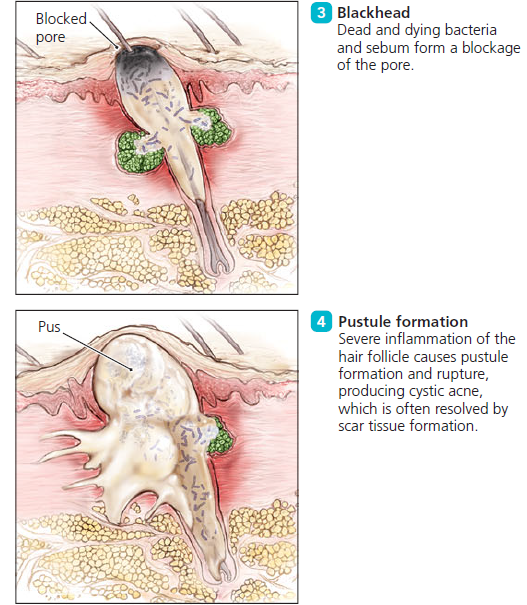 Blocked
pore
3 Blackhead
Dead and dying bacteria
and sebum form a blockage
of the pore.
Pus
4 Pustule formation
Severe inflammation of the
hair follicle causes pustule
formation and rupture,
producing cystic acne,
which is often resolved by
scar tissue formation.